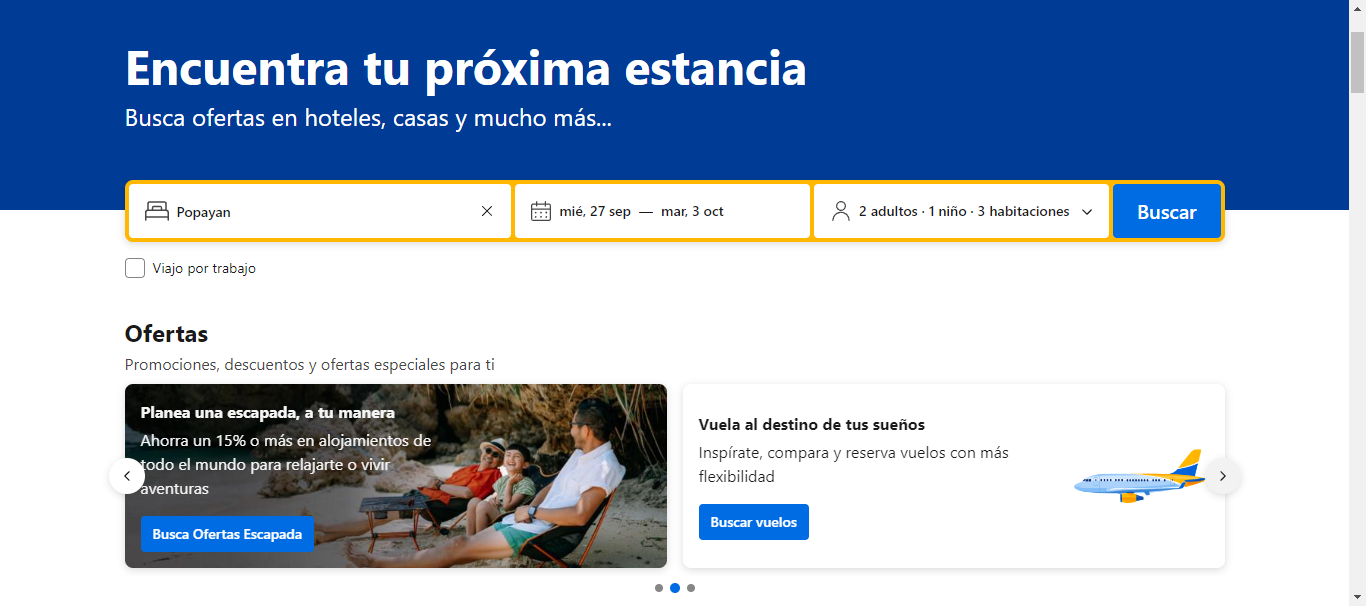 Encuentra tu próxima estancia
Busca ofertas en hoteles, casas y mucho más...
Popayan
mié, 27 sep — mar, 3 oct
2 adultos · 1 niño · 3 habitaciones
Buscar
Viajo por trabajo
Ofertas
Promociones, descuentos y ofertas especiales para ti
Planea una escapada, a tu manera
Ahorra un 15% o más en alojamientos de
todo el mundo para relajarte o vivir
aventuras
Busca Ofertas Escapada
Vuela al destino de tus sueños
Inspírate, compara y reserva vuelos con más
flexibilidad
Buscar vuelos